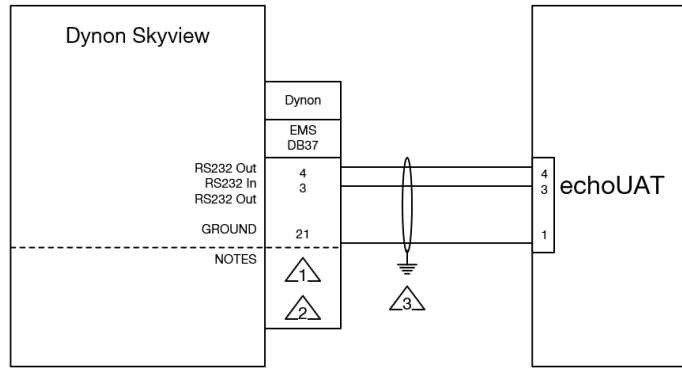 Dynon Skyview
Dynon
EMS
DB37
RS232 Out 4 4
RS232 In 3 3
RS232 Out
echoUAT
GROUND 21 1
NOTES
1
2
3